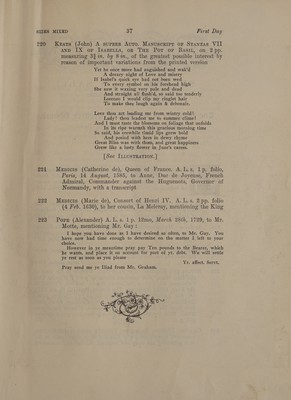 SIZES MIXED 57 First Day
220 KEATS (John) A SUPERB AUTO. MANUSCRIPT OF STANZAS VII
AND IX OF ISABELLA, OR THE POT OF BASIL, on 2 pp.
measuring 8¾ in. by 8 in., of the greatest possible interest by
reason of important variations from the printed version
Yet he once more had anguished and wak'd
A dreary night of Love and misery
If Isabel's quick eye had not been wed
To every symbol on his forehead high
She saw it waxing very pale and dead
And straight all flush'd, so said too tenderly
Lorenzo I would clip my ringlet hair
To make thee laugh again & debonair.
Love thou art leading me from wintry cold!
Lady! thou leadest me to summer clime!
And I must taste the blossoms on listings that unfolds
In its ripe warmth this gracious morning time
So said, his erewhile timid lips grew bold
And poesied with hers in dewy rhyme
Great Bliss was with them, and great happiness
Grew like a lusty flower in June's caress.
[See ILLUSTRATION.]
221 MEDICIS (Catherine de), Queen of France. A. L. s. 1 p. folio,
Paris, 14 August, 1582, to Anne, Duc de Joyeuse, French
Admiral, Commander against the Huguenots, Governor of
Normandy, with a transcript
222 MEDICIS (Marie de), Consort of Henri IV. A. L. s. 2 pp. folio
(4 Feb. 1630), to her cousin, La Meleray, mentioning the King
223 POPE (Alexander) A. L. s. 1 p. 12mo, March 18th, 1729, to Mr.
Motte, mentioning Mr. Gay:
I hope you have done as I have desired so often, to Mr. Gay. You
have now had time enough to determine on the matter I left to your
choice.
However in ye meantime pray pay Ten pounds to the Bearer, which
he wants, and place it on account for part of ye. debt. We will settle
ye rest as soon as you please
Yr. affect. Servt.
Pray send me ye Iliad from Mr. Graham.